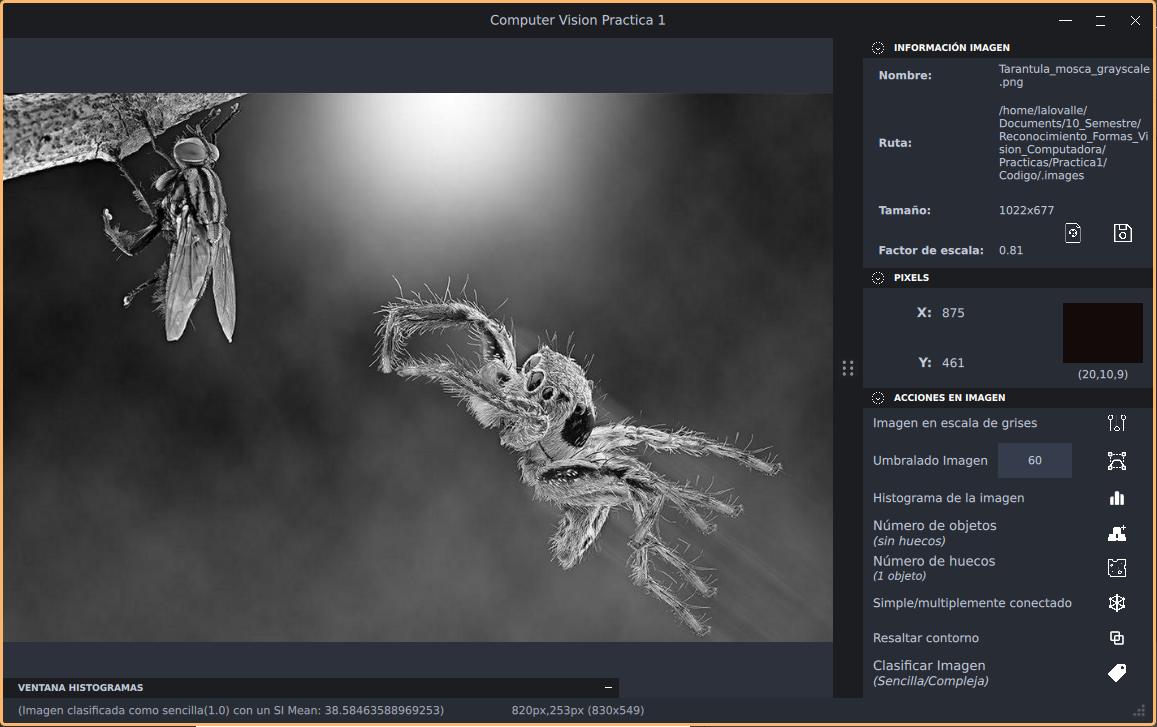 Computer Vision Practica 1
INFORMACIÓN IMAGEN
Nombre:
Tarantula_mosca_grayscale
.png
Ruta:
/home/lalovalle/
Documents/10_Semestre/
Reconocimiento_Formas_Vi
sion_Computadora/
Practicas/Practica1/
Codigo/.images
Tamaño: 1022x677
Factor de escala: 0.81
PIXELS
X: 875
Y: 461
(20,10,9)
ACCIONES EN IMAGEN
Imagen en escala de grises
Umbralado Imagen 60
Histograma de la imagen
Número de objetos
(sin huecos)
Número de huecos
(1 objeto)
Simple/multiplemente conectado
Resaltar contorno
Clasificar Imagen
(Sencilla/Compleja)
VENTANA HISTOGRAMAS
(Imagen clasificada como sencilla(1.0) con un SI Mean: 38.58463588969253) 820px,253px (830x549)